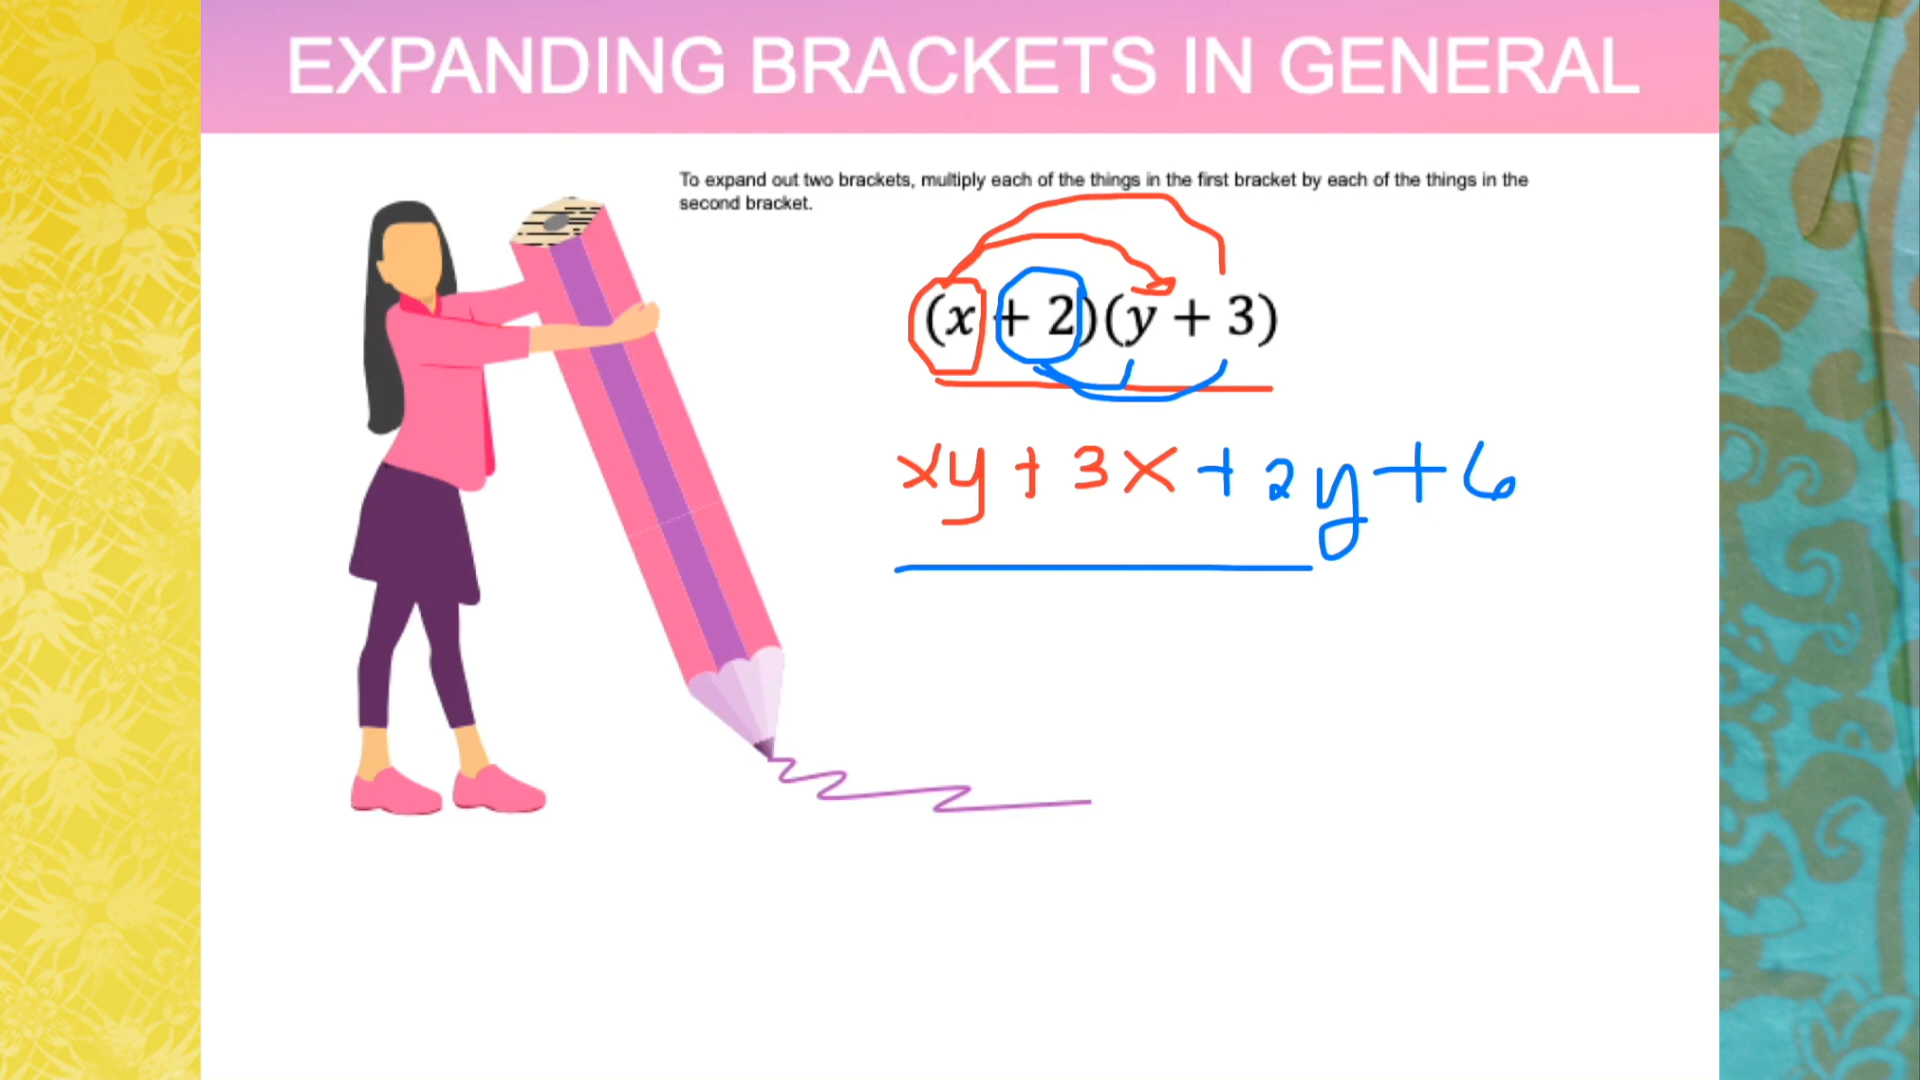 EXPANDING BRACKETS IN GENERAL
To expand out two brackets, multiply each of the things in the first bracket by each of the things in the
second bracket.
(x + 2)(y + 3)
xy + 3x + 2y + 6